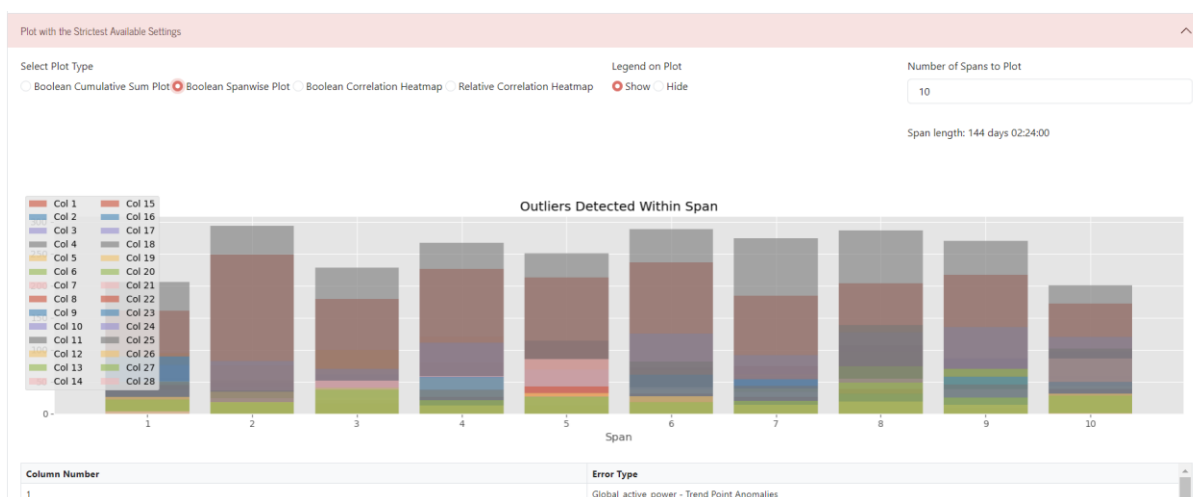 Plot with the Strictest Available Settings
Select Plot Type
Boolean Cumulative Sum Plot Boolean Spanwise Plot Boolean Correlation Heatmap Relative Correlation Heatmap
Legend on Plot
Show Hide
Number of Spans to Plot
10
Span length: 144 days 02:24:00
Outliers Detected Within Span
Col 1 Col 15
Col 2 Col 16
Col 3 Col 17
Col 4 Col 18
Col 5 Col 19
Col 6 Col 20
Col 7 Col 21
Col 8 Col 22
Col 9 Col 23
Col 10 Col 24
Col 11 Col 25
Col 12 Col 26
Col 13 Col 27
Col 14 Col 28
0
1 2 3 4 5 6 7 8 9 10
Span
Column Number Error Type
1 Global_active_power - Trend Point Anomalies